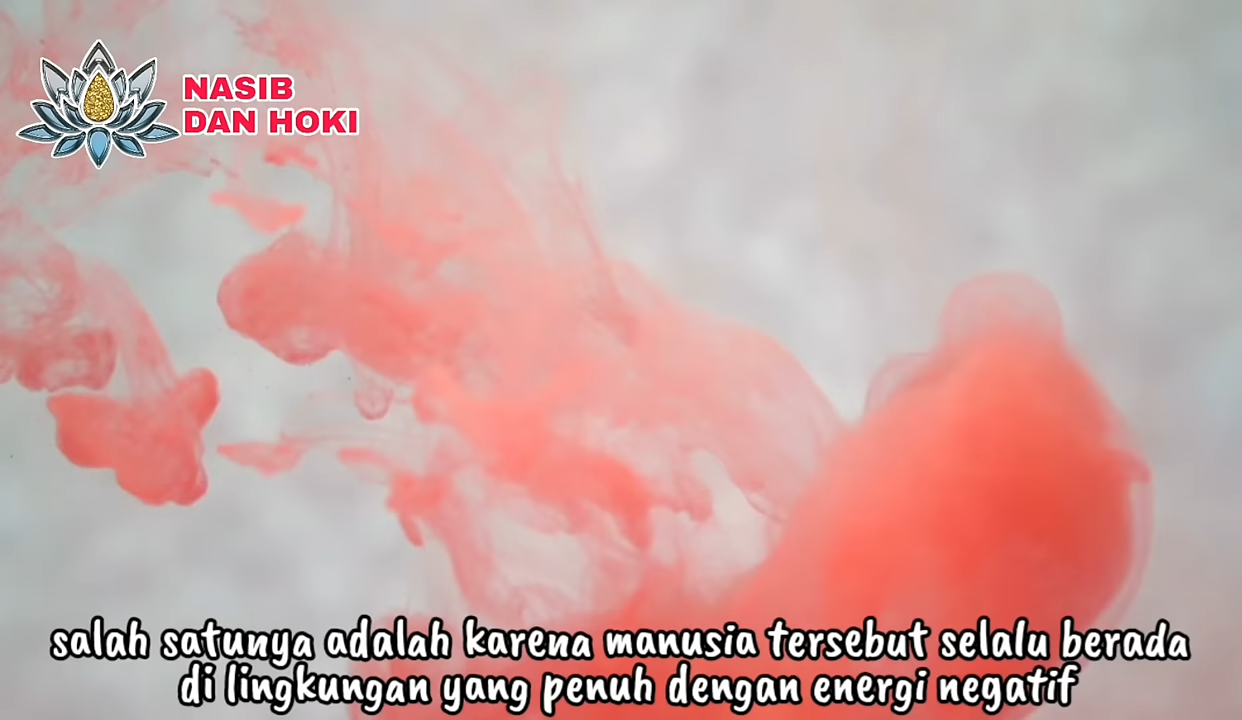 NASIB
DAN HOKI
salah satunya adalah karena manusia tersebut selalu berada
di lingkungan yang penuh dengan energi negatif